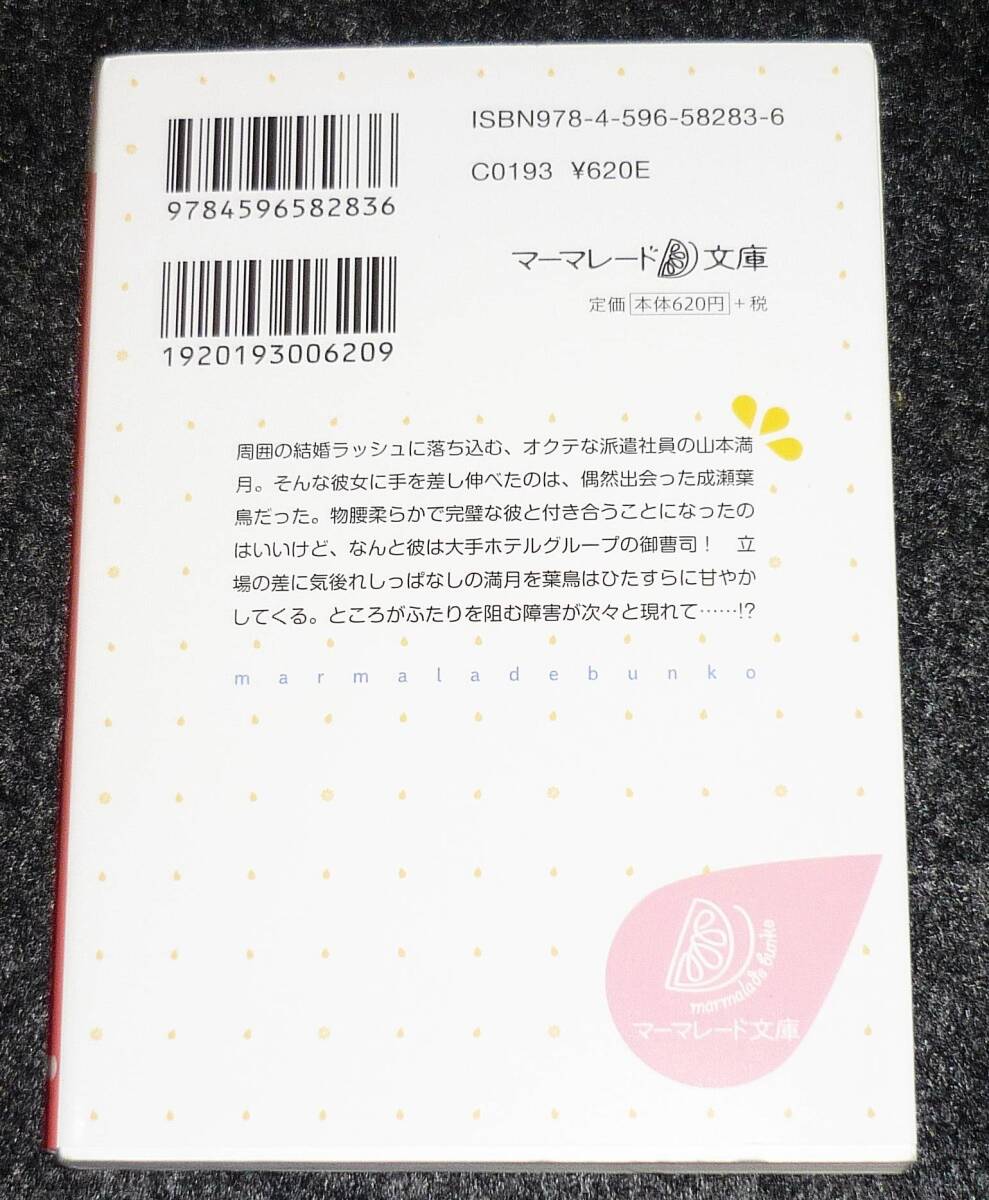 ISBN978-4-596-58283-6
9784596582836
C0193 ¥620E
マーマレード文庫
定価 本体620円 +税
1920193006209
周囲の結婚ラッシュに落ち込む、オクテな派遣社員の山本満
月。そんな彼女に手を差し伸べたのは、偶然出会った成瀬葉
鳥だった。物腰柔らかで完璧な彼と付き合うことになったの
はいいけど、なんと彼は大手ホテルグループの御曹司！　立
場の差に気後れしっぱなしの満月を葉鳥はひたすらに甘やか
してくる。ところがふたりを阻む障害が次々と現れて……!?
marmaladebunko
marmalade bunko
マーマレード文庫